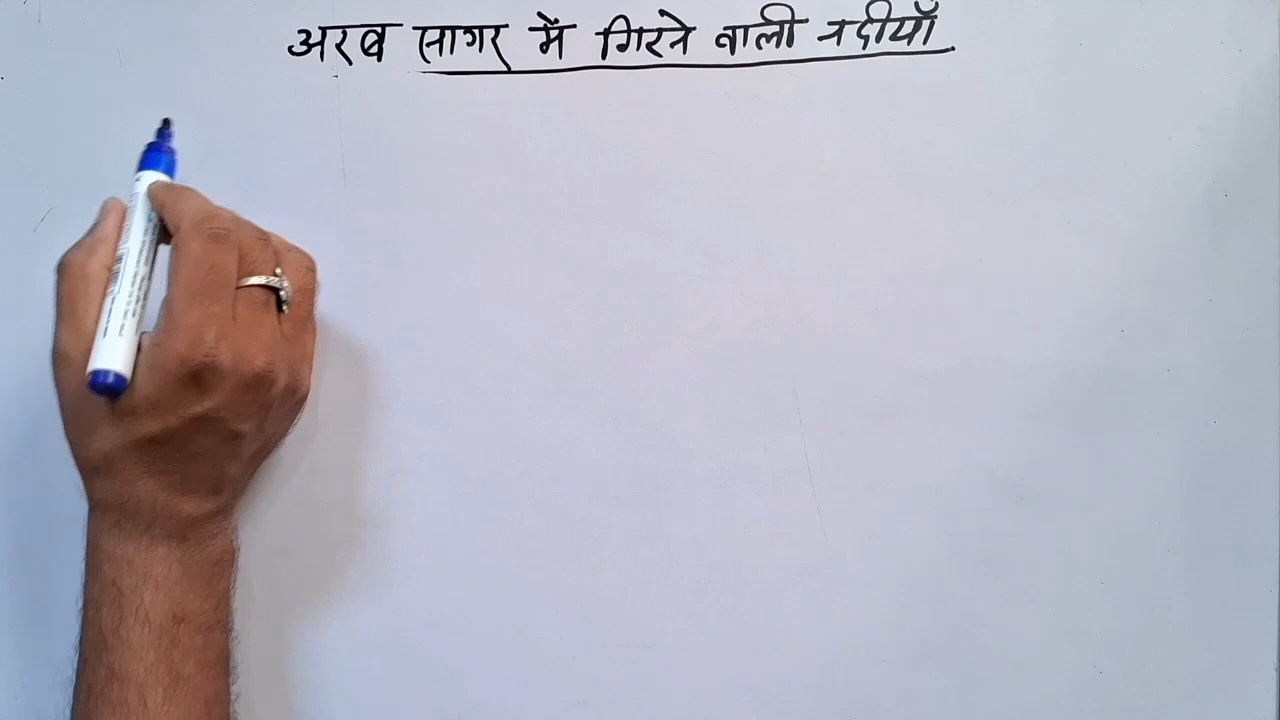 अरब सागर में गिरने वाली नदीयाँ